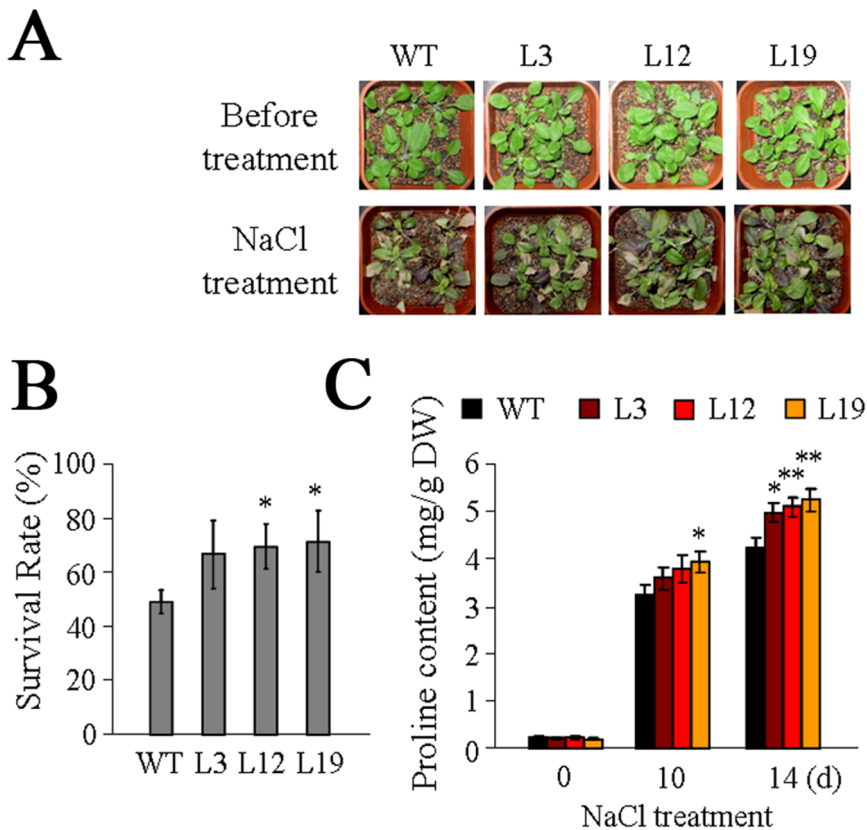 A
WT L3 L12 L19
Before
treatment
NaCl
treatment
B
Survival Rate (%)
100
80
60
40
20
0
* *
WT L3 L12 L19
C
WT L3 L12 L19
Proline content (mg/g DW)
6
5
4
3
2
1
0
*
* ** **
0 10 14 (d)
NaCl treatment